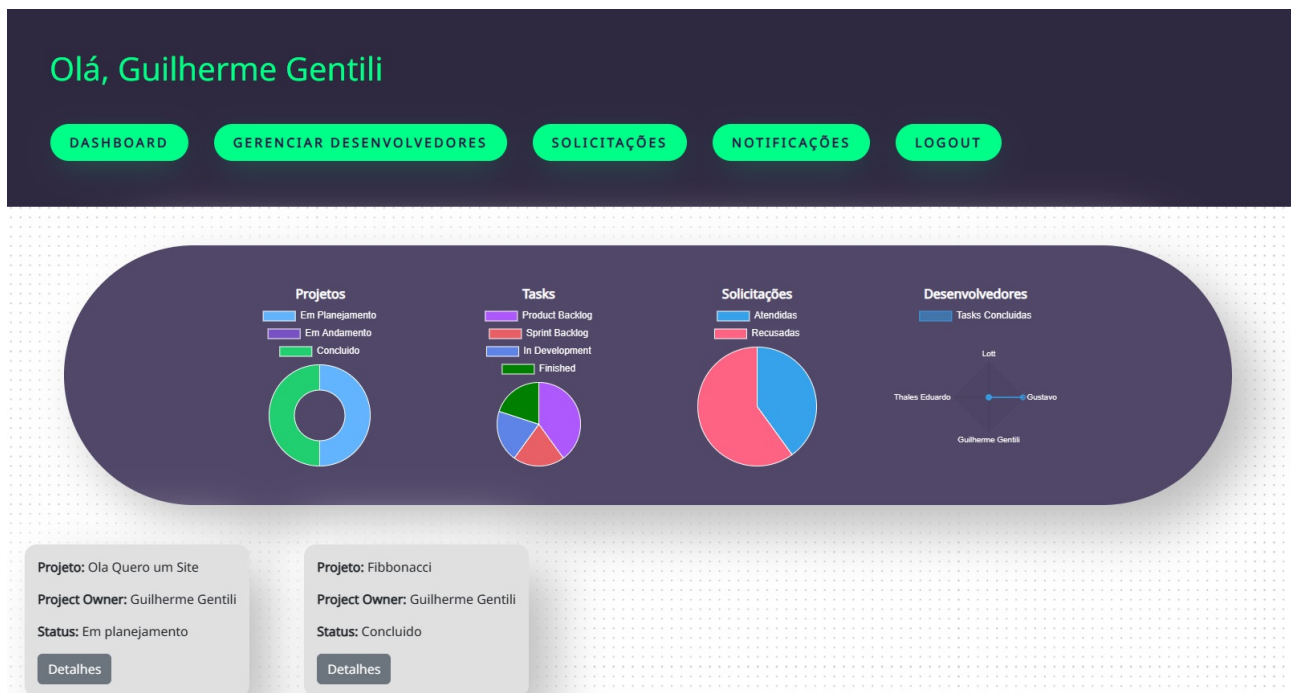 Olá, Guilherme Gentili
DASHBOARD
GERENCIAR DESENVOLVEDORES
SOLICITAÇÕES
NOTIFICAÇÕES
LOGOUT
Projetos
Em Planejamento
Em Andamento
Concluido
Tasks
Product Backlog
Sprint Backlog
In Development
Finished
Solicitações
Atendidas
Recusadas
Desenvolvedores
Tasks Concluidas
Lott
Thales Eduardo
Gustavo
Guilherme Gentili
Projeto: Ola Quero um Site
Project Owner: Guilherme Gentili
Status: Em planejamento
Detalhes
Projeto: Fibbonacci
Project Owner: Guilherme Gentili
Status: Concluido
Detalhes